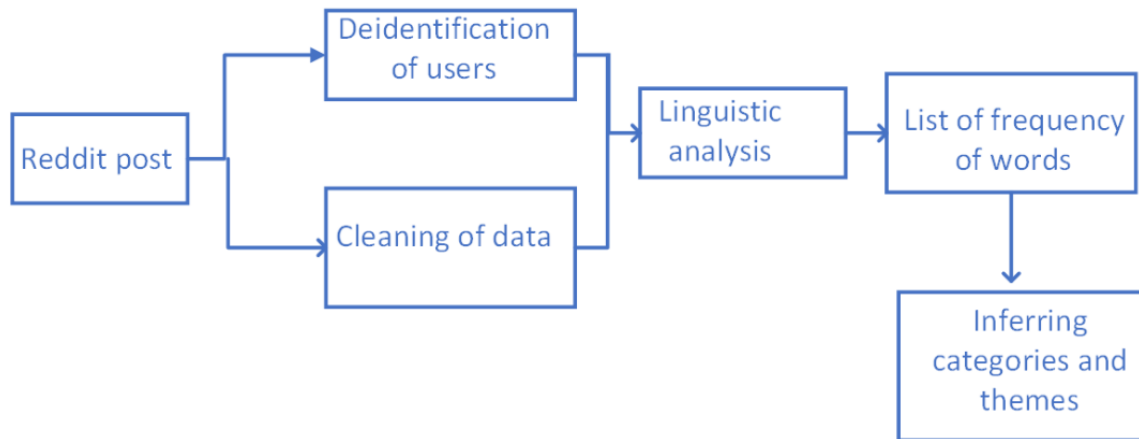 Deidentification
of users
Reddit post
Cleaning of data
Linguistic
analysis
List of frequency
of words
Inferring
categories and
themes